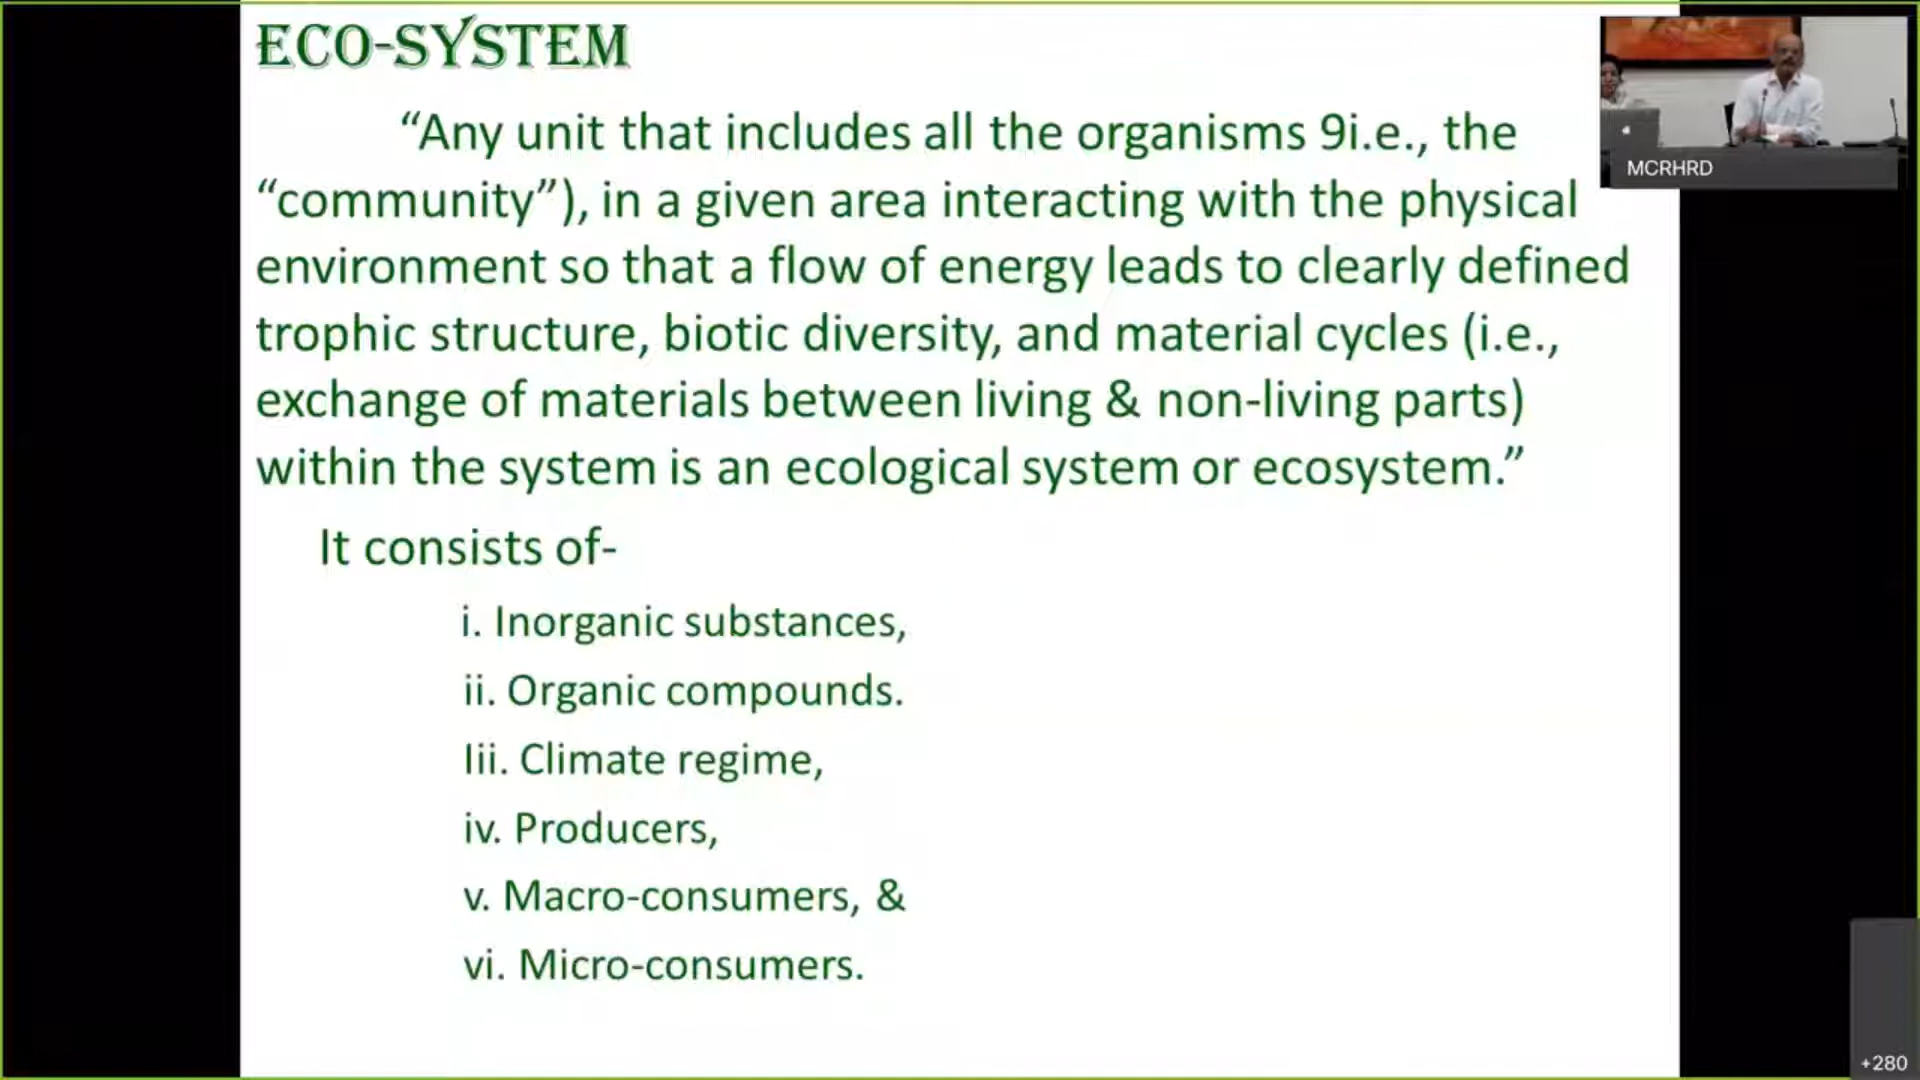 ECO-SYSTEM
“Any unit that includes all the organisms 9i.e., the
“community”), in a given area interacting with the physical
environment so that a flow of energy leads to clearly defined
trophic structure, biotic diversity, and material cycles (i.e.,
exchange of materials between living & non-living parts)
within the system is an ecological system or ecosystem.”
It consists of-
i. Inorganic substances,
ii. Organic compounds.
Iii. Climate regime,
iv. Producers,
v. Macro-consumers, &
vi. Micro-consumers.
MCRHRD
+280